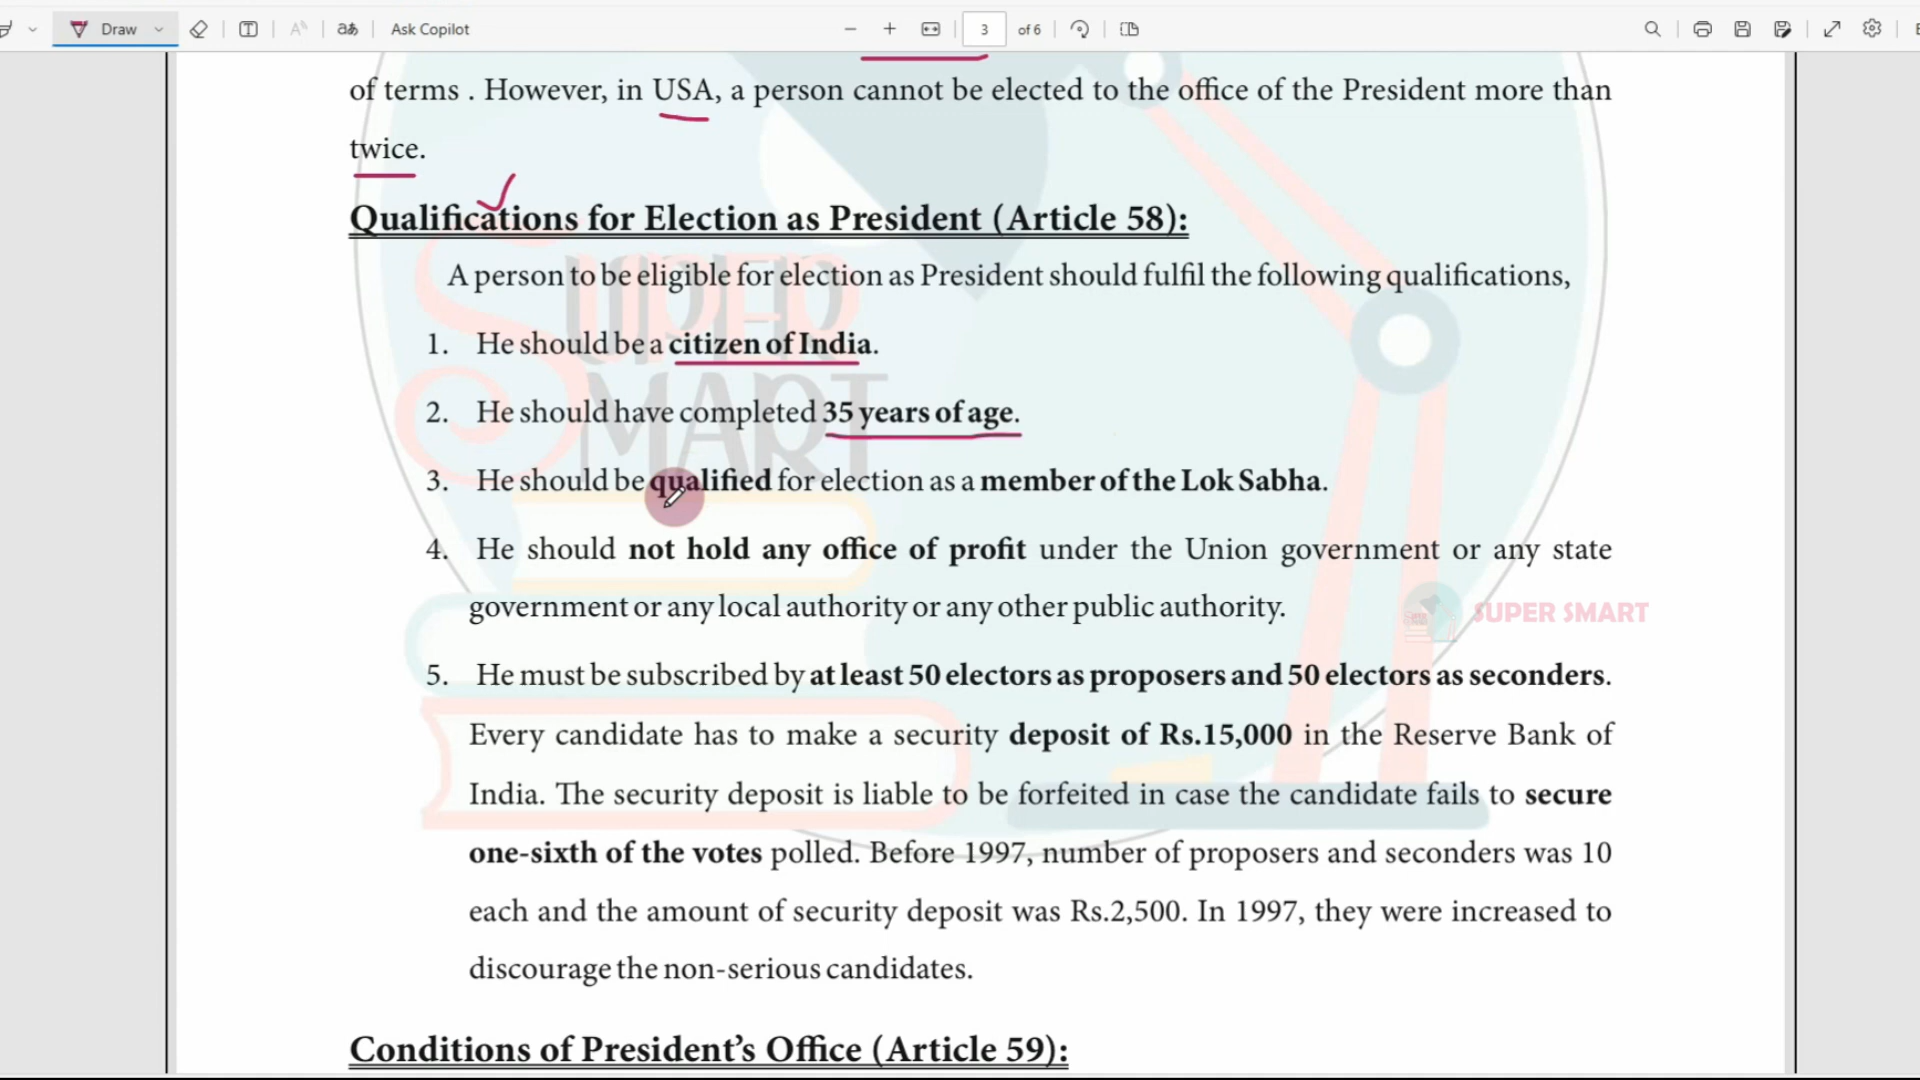 Draw
aあ
Ask Copilot
3 of 6
of terms . However, in USA, a person cannot be elected to the office of the President more than
twice.
Qualifications for Election as President (Article 58):
A person to be eligible for election as President should fulfil the following qualifications,
1. He should be a citizen of India.
2. He should have completed 35 years of age.
3. He should be qualified for election as a member of the Lok Sabha.
4. He should not hold any office of profit under the Union government or any state
government or any local authority or any other public authority.
SUPER SMART
5. He must be subscribed by at least 50 electors as proposers and 50 electors as seconders.
Every candidate has to make a security deposit of Rs.15,000 in the Reserve Bank of
India. The security deposit is liable to be forfeited in case the candidate fails to secure
one-sixth of the votes polled. Before 1997, number of proposers and seconders was 10
each and the amount of security deposit was Rs.2,500. In 1997, they were increased to
discourage the non-serious candidates.
Conditions of President's Office (Article 59):
SUPER
SMART